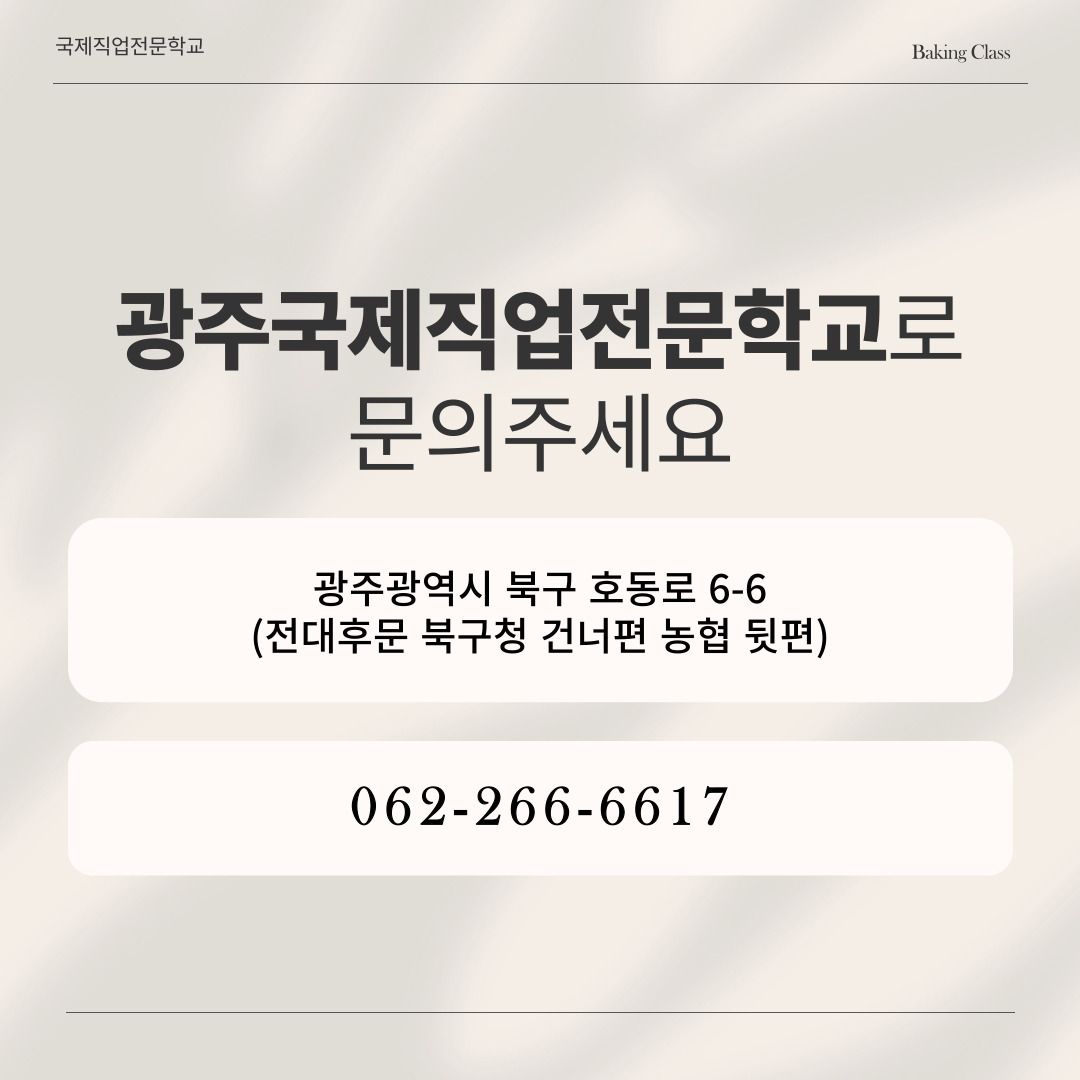 국제직업전문학교
Baking Class
광주국제직업전문학교로
문의주세요
광주광역시 북구 호동로 6-6
(전대후문 북구청 건너편 농협 뒷편)
062-266-6617